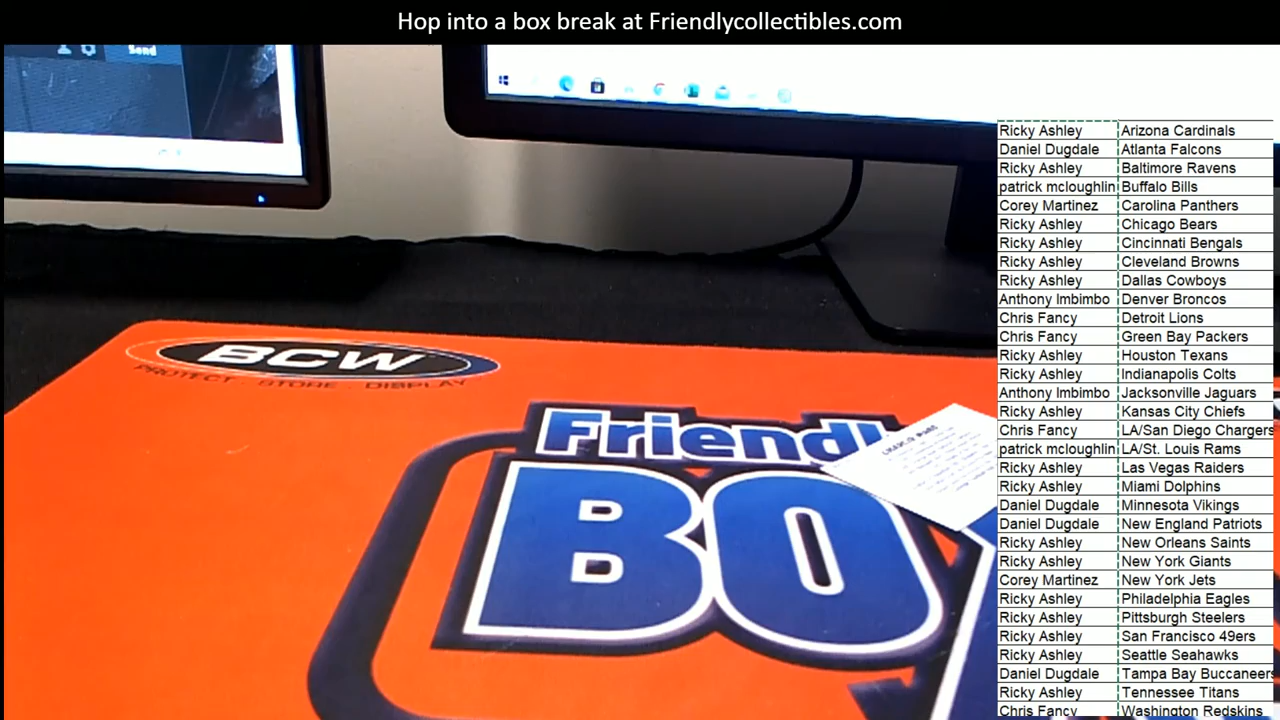 Hop into a box break at Friendlycollectibles.com
Send
Ricky Ashley Arizona Cardinals
Daniel Dugdale Atlanta Falcons
Ricky Ashley Baltimore Ravens
patrick mcloughlin Buffalo Bills
Corey Martinez Carolina Panthers
Ricky Ashley Chicago Bears
Ricky Ashley Cincinnati Bengals
Ricky Ashley Cleveland Browns
Ricky Ashley Dallas Cowboys
Anthony Imbimbo Denver Broncos
Chris Fancy Detroit Lions
Chris Fancy Green Bay Packers
Ricky Ashley Houston Texans
Ricky Ashley Indianapolis Colts
Anthony Imbimbo Jacksonville Jaguars
Ricky Ashley Kansas City Chiefs
Chris Fancy LA/San Diego Chargers
patrick mcloughlin LA/St. Louis Rams
Ricky Ashley Las Vegas Raiders
Ricky Ashley Miami Dolphins
Daniel Dugdale Minnesota Vikings
Daniel Dugdale New England Patriots
Ricky Ashley New Orleans Saints
Ricky Ashley New York Giants
Corey Martinez New York Jets
Ricky Ashley Philadelphia Eagles
Ricky Ashley Pittsburgh Steelers
Ricky Ashley San Francisco 49ers
Ricky Ashley Seattle Seahawks
Daniel Dugdale Tampa Bay Buccaneers
Ricky Ashley Tennessee Titans
Chris Fancy Washington Redskins
BCW
PROTECT · STORE · DISPLAY
Friendl
BO